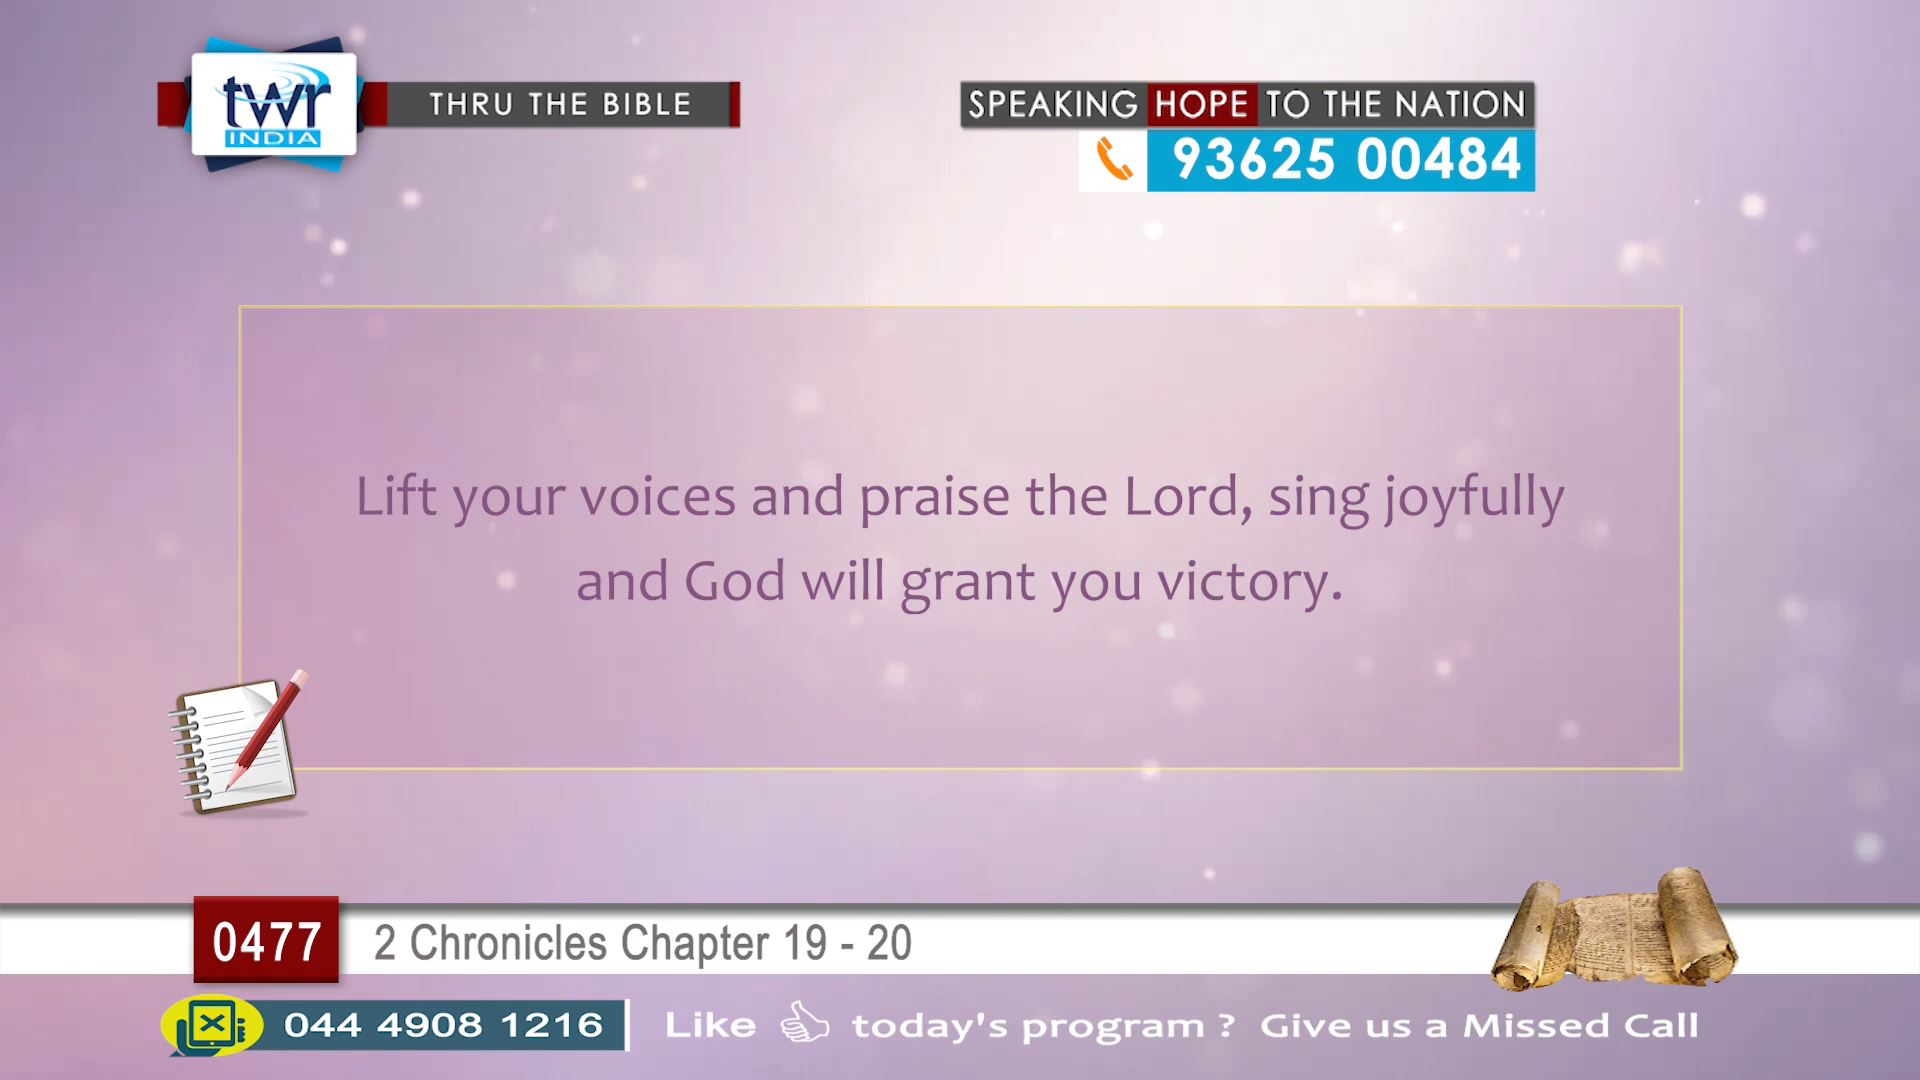 twr
INDIA
THRU THE BIBLE
SPEAKING HOPE TO THE NATION
93625 00484
Lift your voices and praise the Lord, sing joyfully
and God will grant you victory.
0477
2 Chronicles Chapter 19 - 20
044 4908 1216
Like today's program ? Give us a Missed Call